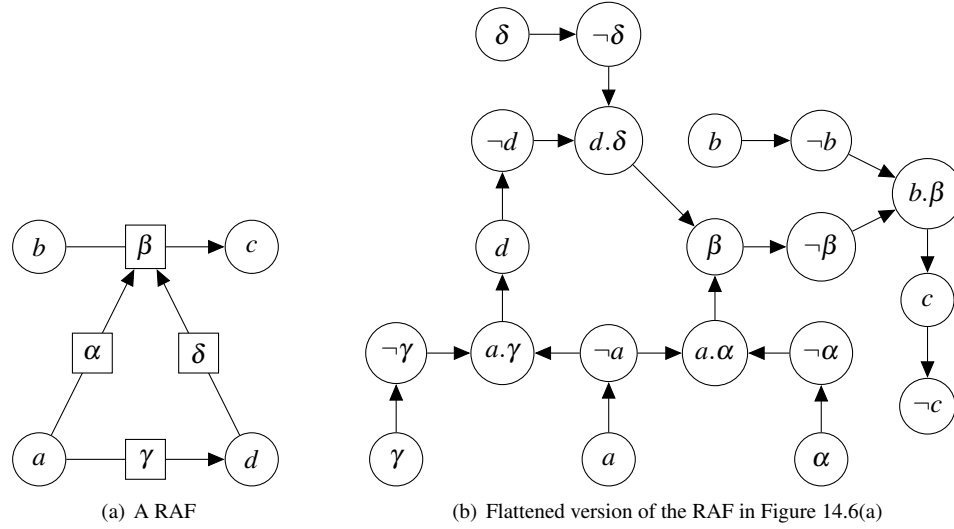 δ ¬δ
¬d d.δ b ¬b
b.β
b β c d β ¬β
c
α δ ¬γ a.γ ¬a a.α ¬α
¬c
a γ d γ a α
(a) A RAF (b) Flattened version of the RAF in Figure 14.6(a)